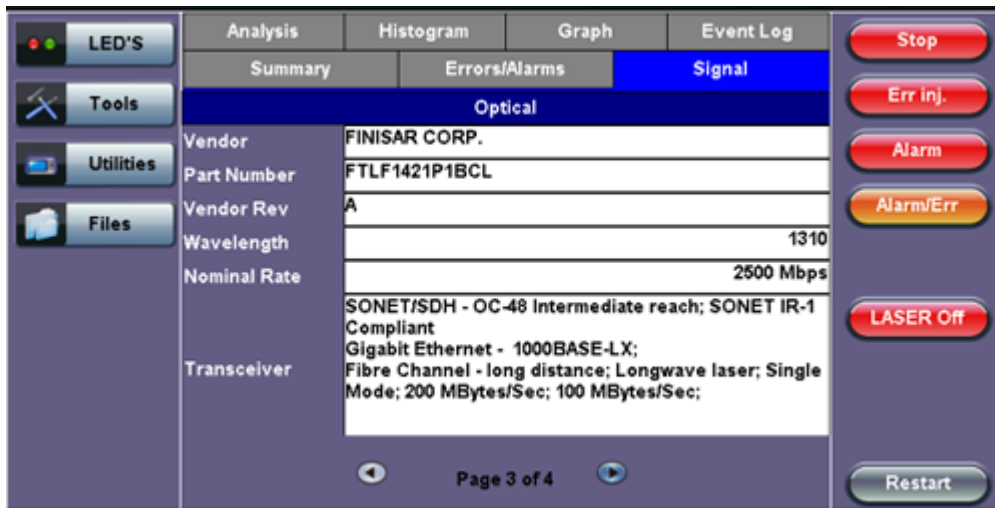 LED'S
Tools
Utilities
Files
Analysis Histogram Graph Event Log
Summary Errors/Alarms Signal
Optical
Vendor FINISAR CORP.
Part Number FTLF1421P1BCL
Vendor Rev A
Wavelength 1310
Nominal Rate 2500 Mbps
Transceiver
SONET/SDH - OC-48 Intermediate reach; SONET IR-1
Compliant
Gigabit Ethernet - 1000BASE-LX;
Fibre Channel - long distance; Longwave laser; Single
Mode; 200 MBytes/Sec; 100 MBytes/Sec;
Page 3 of 4
Stop
Err inj.
Alarm
Alarm/Err
LASER Off
Restart